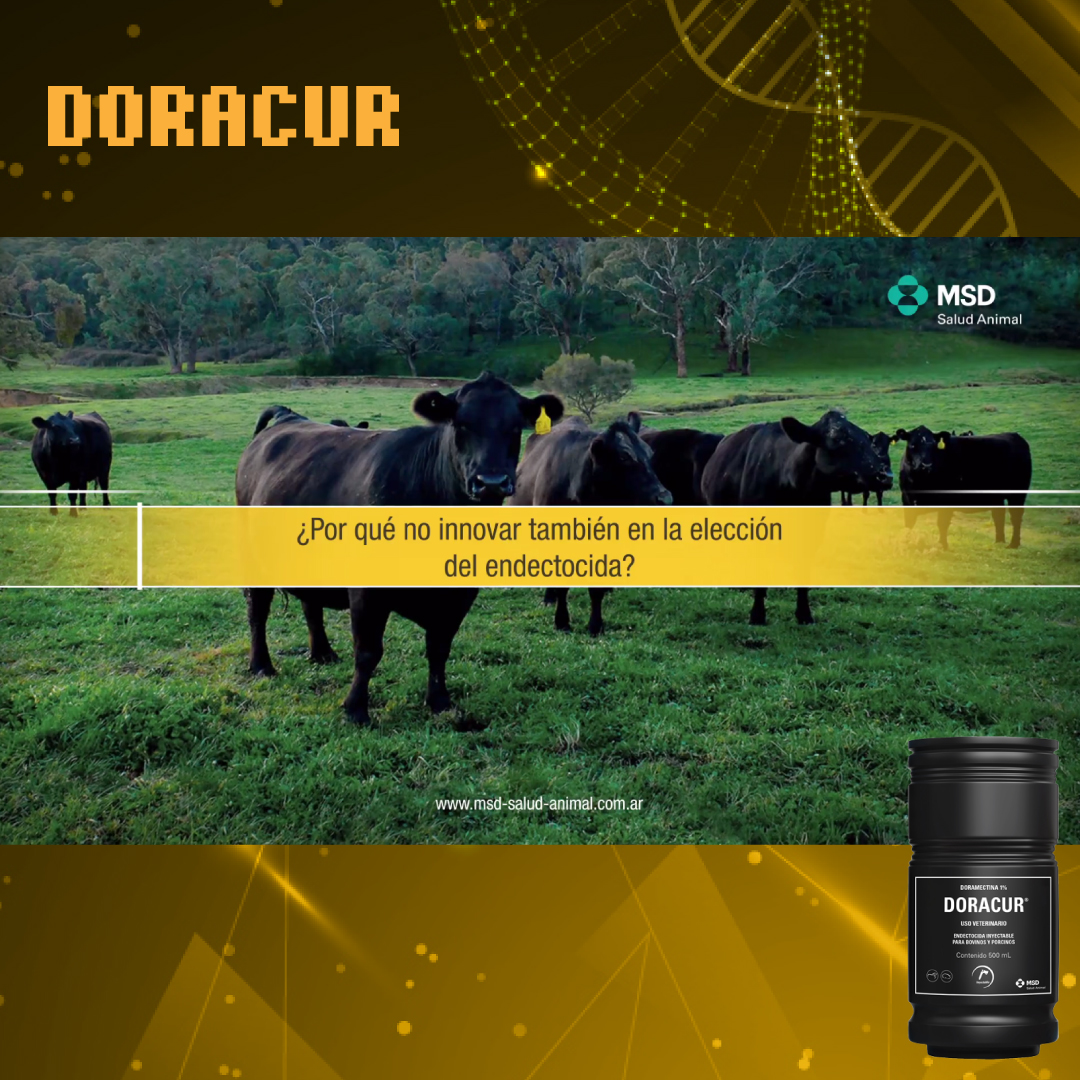 DORACUR
MSD
Salud Animal
¿Por qué no innovar también en la elección
del endectocida?
www.msd-salud-animal.com.ar
DORAMECTINA 1%
DORACUR®
USO VETERINARIO
ENDECTOCIDA INYECTABLE
PARA BOVINOS Y PORCINOS
Contenido 500 mL
MSD
Salud Animal